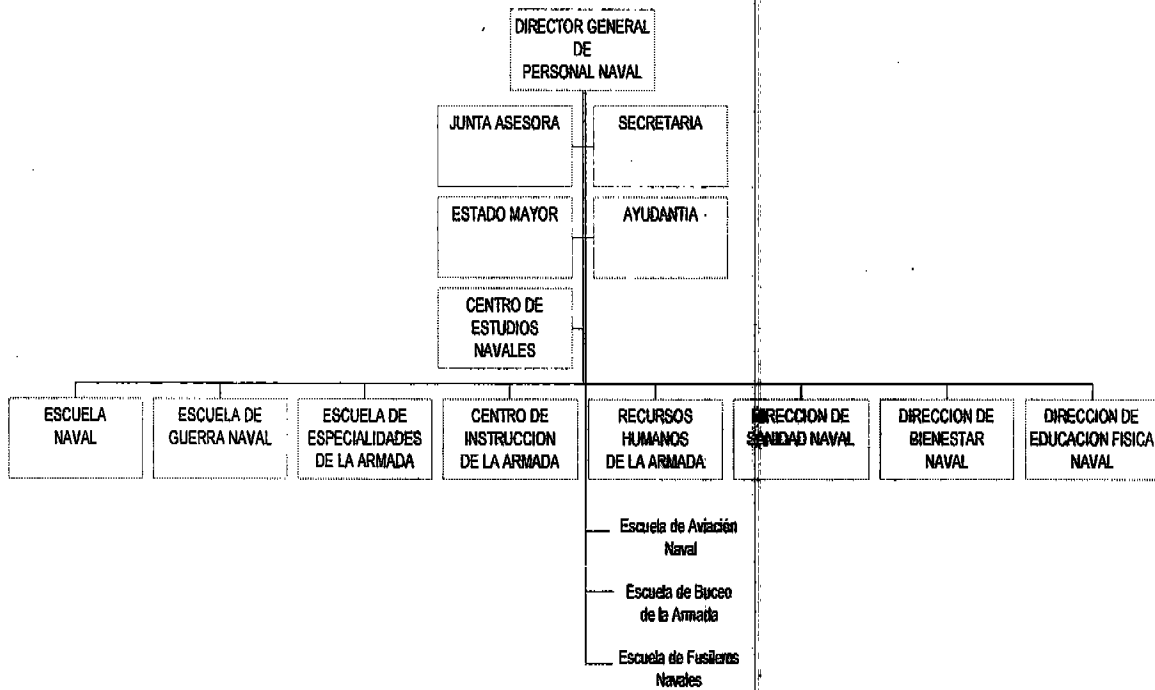 DIRECTOR GENERAL
DE
PERSONAL NAVAL
JUNTA ASESORA
SECRETARIA
ESTADO MAYOR
AYUDANTIA
CENTRO DE
ESTUDIOS
NAVALES
ESCUELA
NAVAL
ESCUELA DE
GUERRA NAVAL
ESCUELA DE
ESPECIALIDADES
DE LA ARMADA
CENTRO DE
INSTRUCCION
DE LA ARMADA
RECURSOS
HUMANOS
DE LA ARMADA
DIRECCION DE
SANIDAD NAVAL
DIRECCION DE
BIENESTAR
NAVAL
DIRECCION DE
EDUCACION FISICA
NAVAL
Escuela de Aviación
Naval
Escuela de Buceo
de la Armada
Escuela de Fusileros
Navales